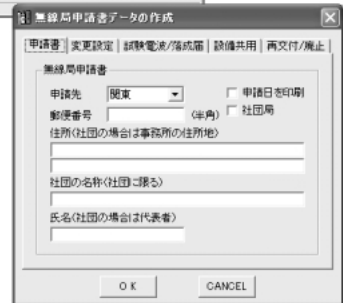 無線局申請書データの作成
申請書 変更設定 試験電波/落成届 設備共用 再交付/廃止
無線局申請書
申請先 関東 申請日を印刷
郵便番号 (半角) 社団局
住所(社団の場合は事務所の住所地)
社団の名称(社団に限る)
氏名(社団の場合は代表者)
OK CANCEL